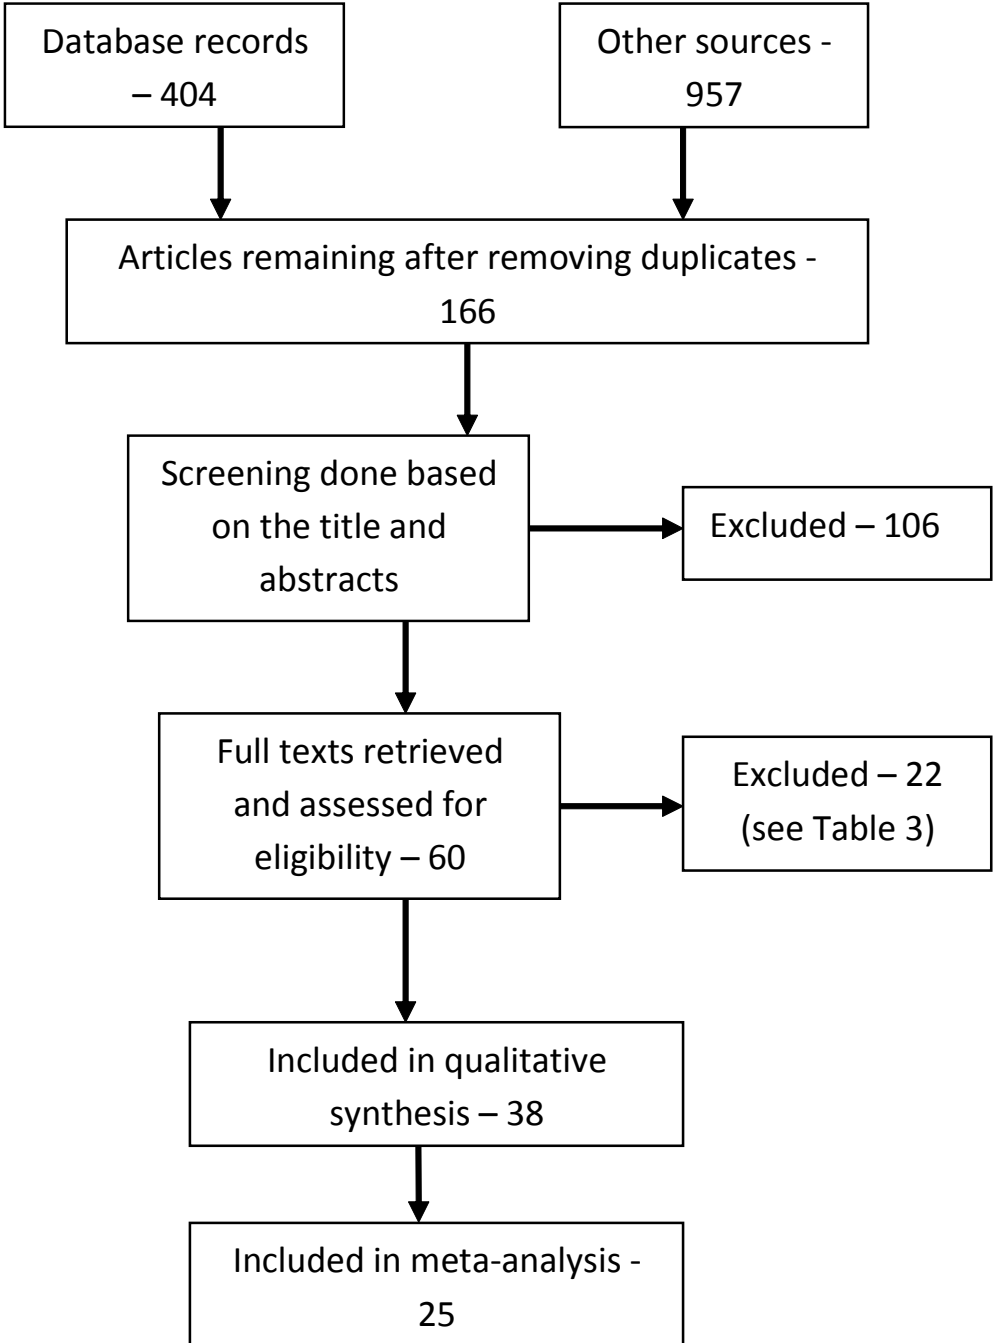 Database records
– 404
Other sources -
957
Articles remaining after removing duplicates -
166
Screening done based
on the title and
abstracts
Excluded – 106
Full texts retrieved
and assessed for
eligibility – 60
Excluded – 22
(see Table 3)
Included in qualitative
synthesis – 38
Included in meta-analysis -
25